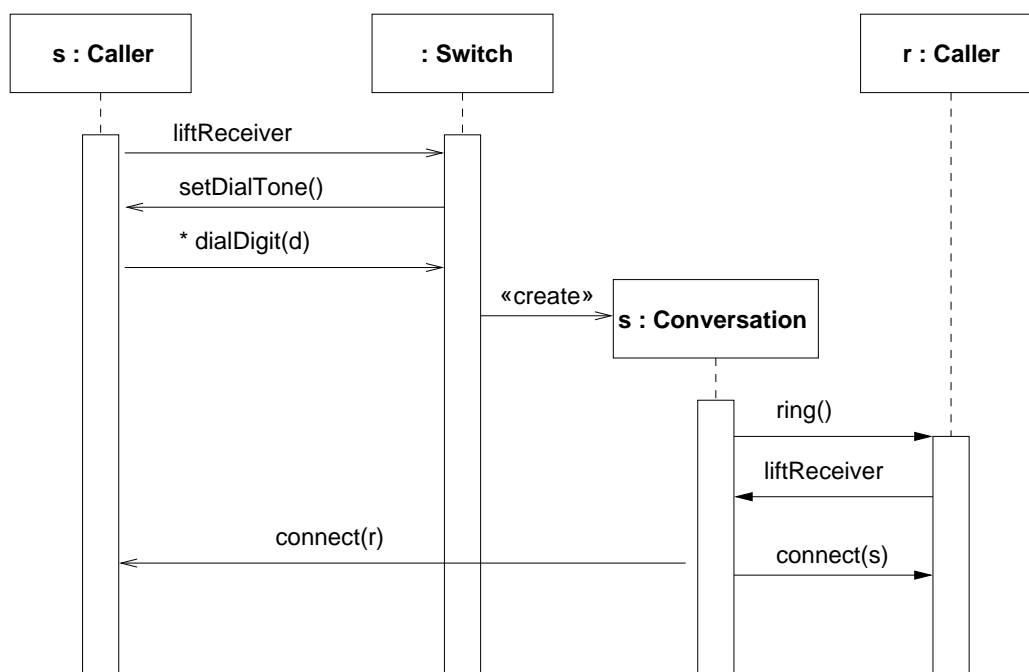 s : Caller
: Switch
r : Caller
liftReceiver
setDialTone()
* dialDigit(d)
«create»
s : Conversation
ring()
liftReceiver
connect(r)
connect(s)